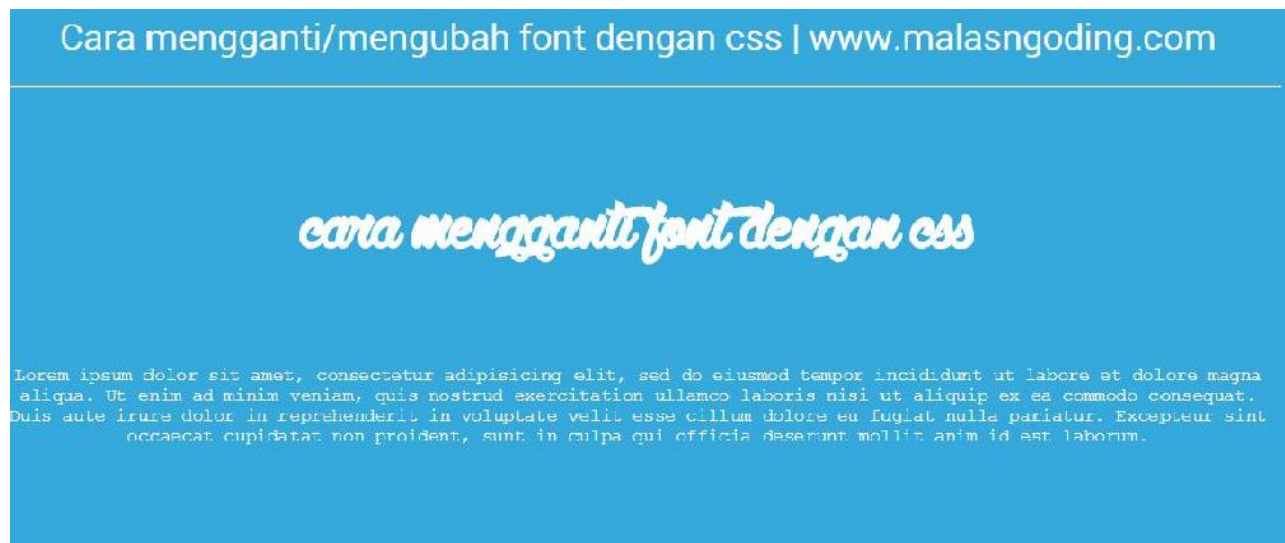 Cara mengganti/mengubah font dengan css | www.malasngoding.com
cara mengganti font dengan css
Lorem ipsum dolor sit amet, consectetur adipisicing elit, sed do eiusmod tempor incididunt ut labore et dolore magna
aliqua. Ut enim ad minim veniam, quis nostrud exercitation ullamco laboris nisi ut aliquip ex ea commodo consequat.
Duis aute irure dolor in reprehenderit in voluptate velit esse cillum dolore eu fugiat nulla pariatur. Excepteur sint
occaecat cupidatat non proident, sunt in culpa qui officia deserunt mollit anim id est laborum.